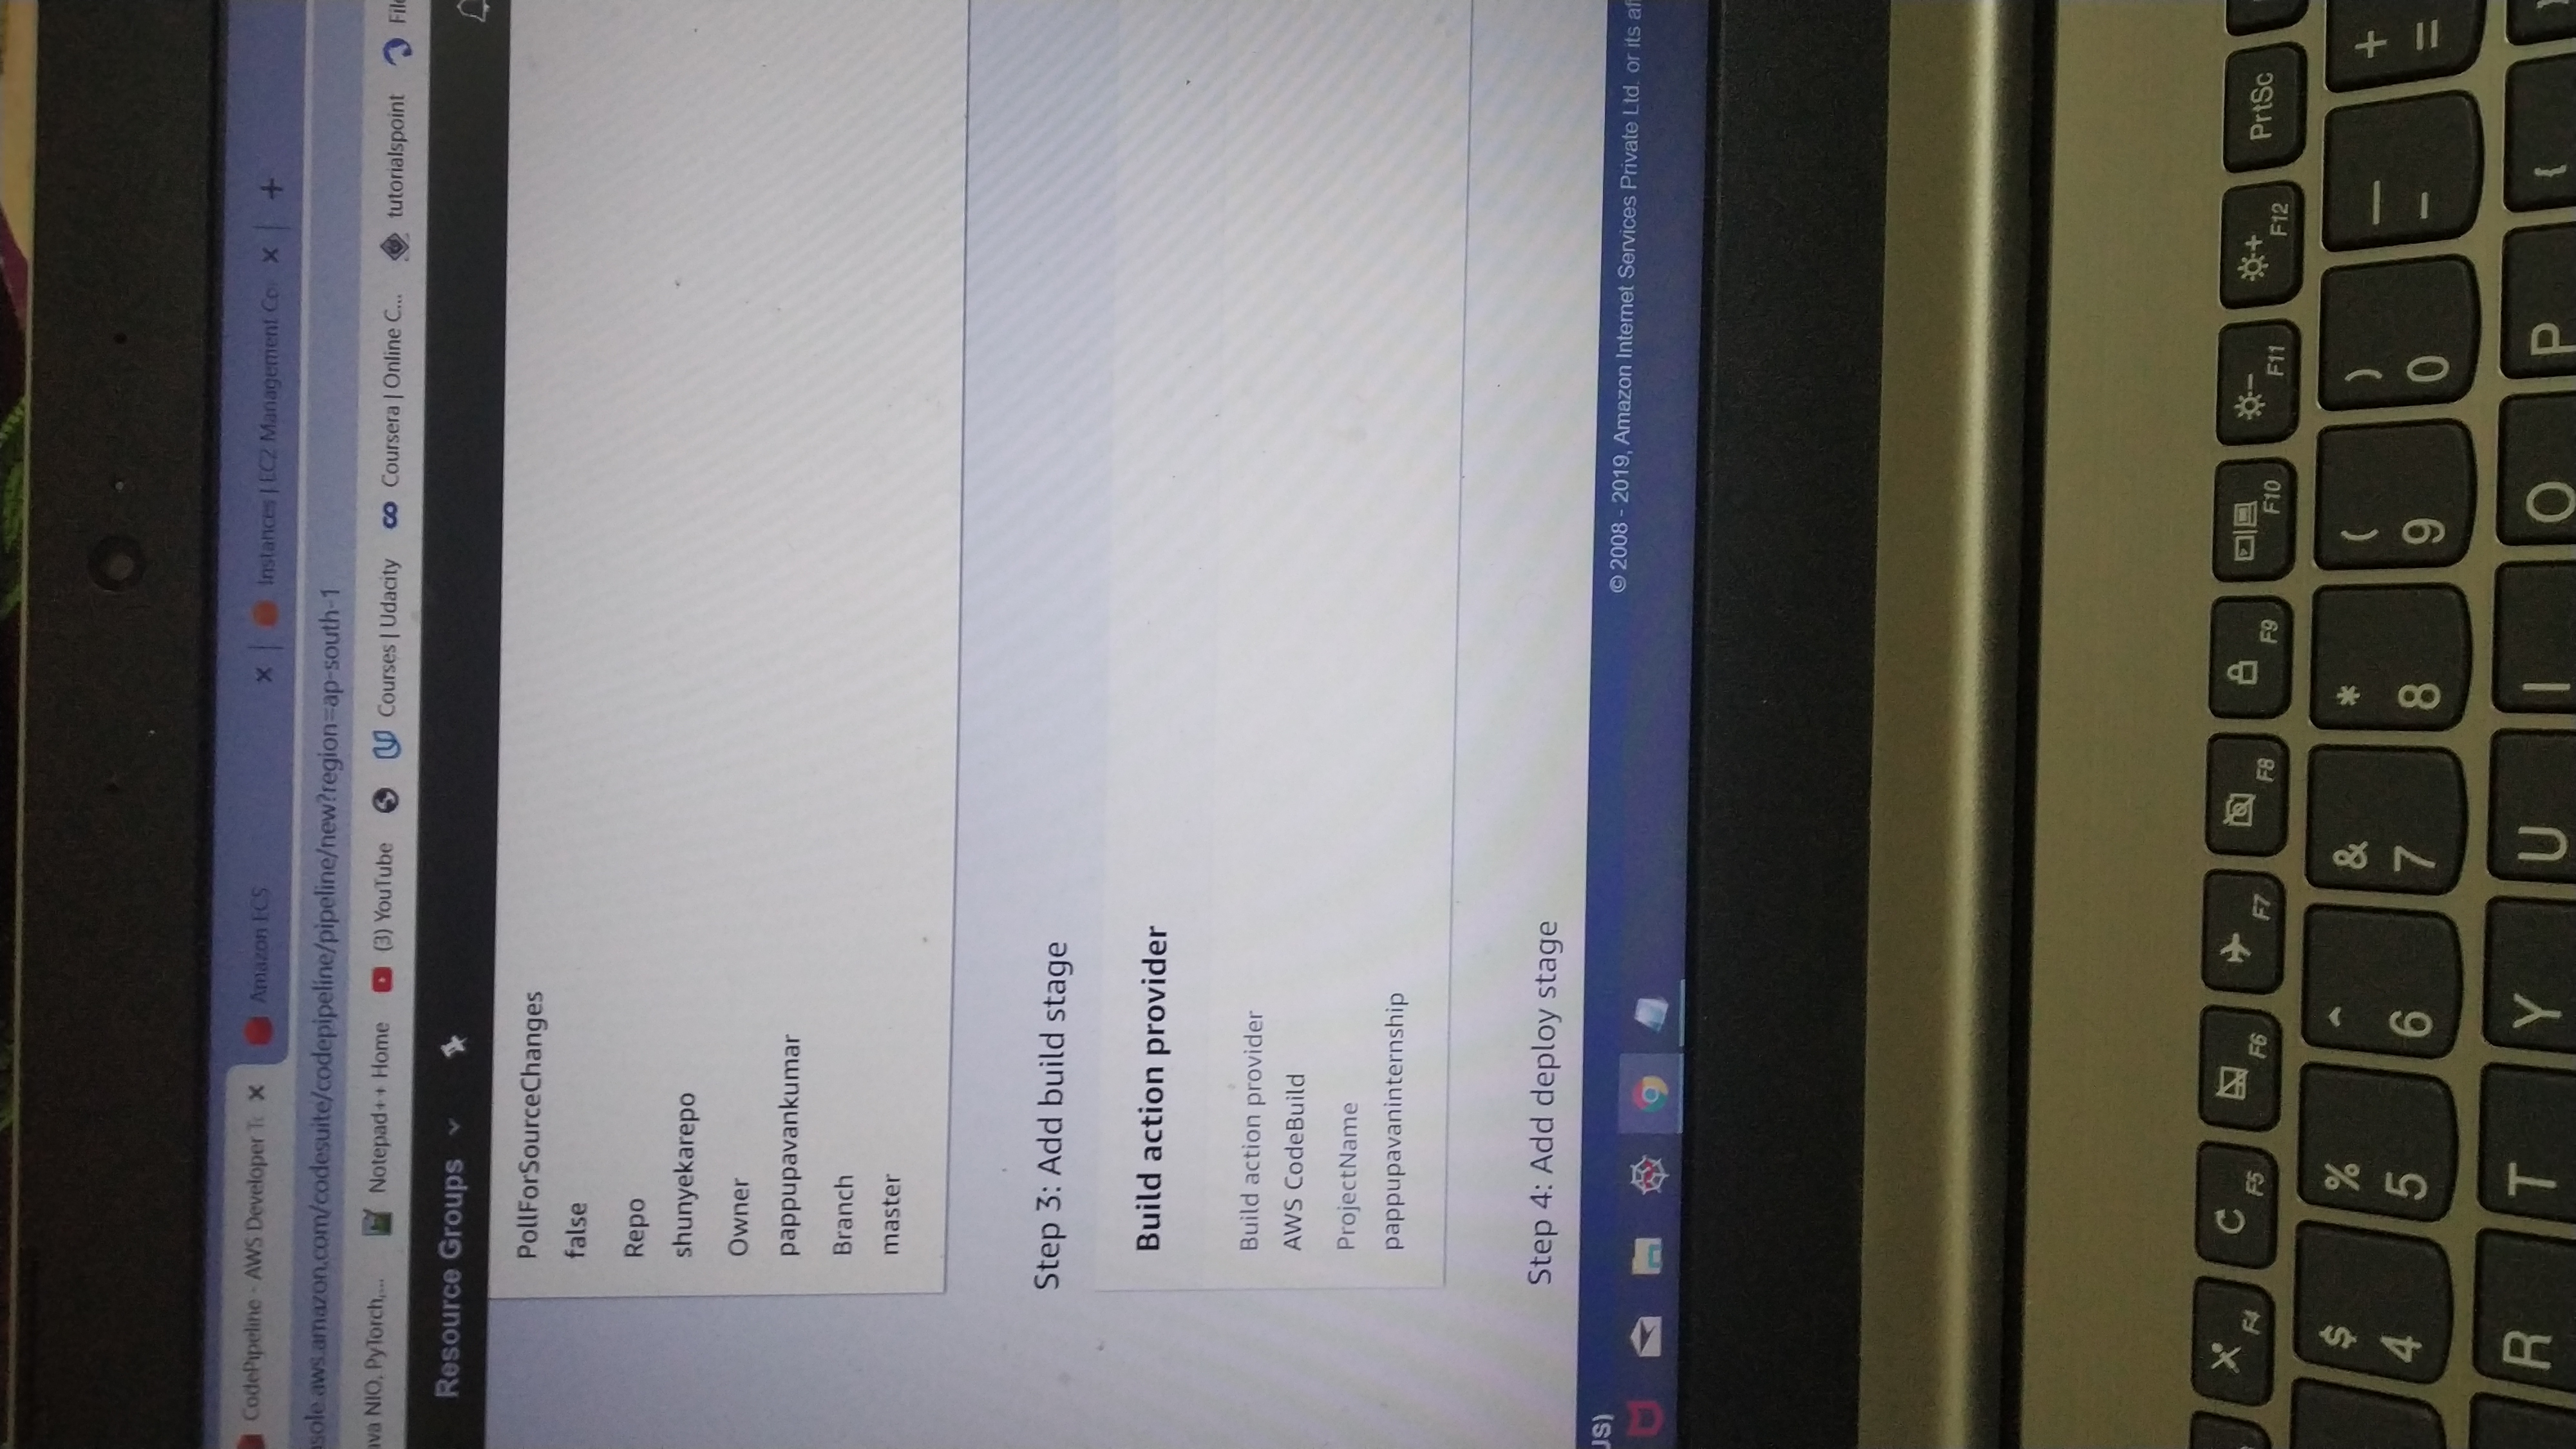 CodePipeline - AWS Developer To
Amazon ECS
Instances | EC2 Management Co
nsole.aws.amazon.com/codesuite/codepipeline/pipeline/new?region=ap-south-1
ava NIO, PyTorch,...
Notepad++ Home
(3) YouTube
Courses | Udacity
Coursera | Online C...
tutorialspoint
File
Resource Groups
PollForSourceChanges
false
Repo
shunyekarepo
Owner
pappupavankumar
Branch
master
Step 3: Add build stage
Build action provider
Build action provider
AWS CodeBuild
ProjectName
pappupavaninternship
Step 4: Add deploy stage
US)
© 2008 - 2019, Amazon Internet Services Private Ltd. or its af
F4 F5 F6 F7 F8 F9 F10 F11 F12 PrtSc
$ % ^ & * ( ) — +
4 5 6 7 8 9 0 - =
R T Y U I O P {